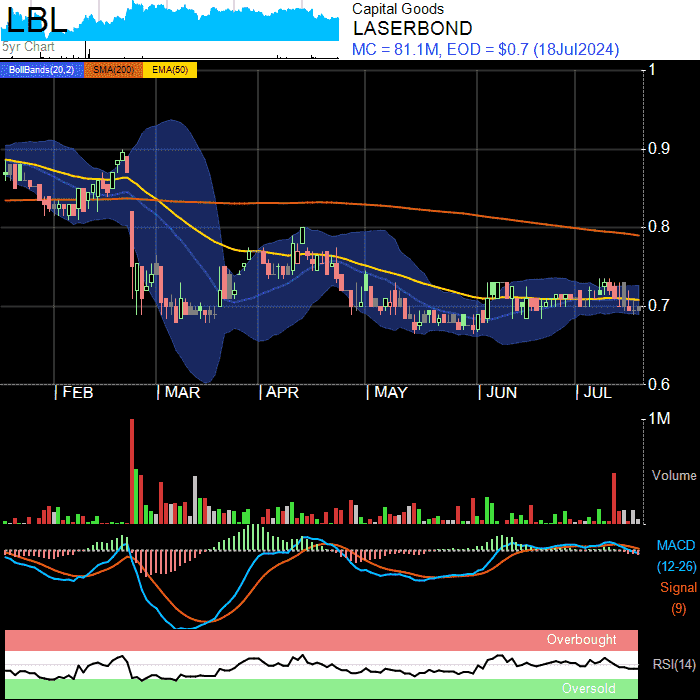 LBL
5yr Chart
Capital Goods
LASERBOND
MC = 81.1M, EOD = $0.7 (18Jul2024)
BollBands(20,2) SMA(200) EMA(50)
1
0.9
0.8
0.7
0.6
FEB MAR APR MAY JUN JUL
1M
Volume
MACD
(12-26)
Signal
(9)
Overbought
RSI(14)
Oversold